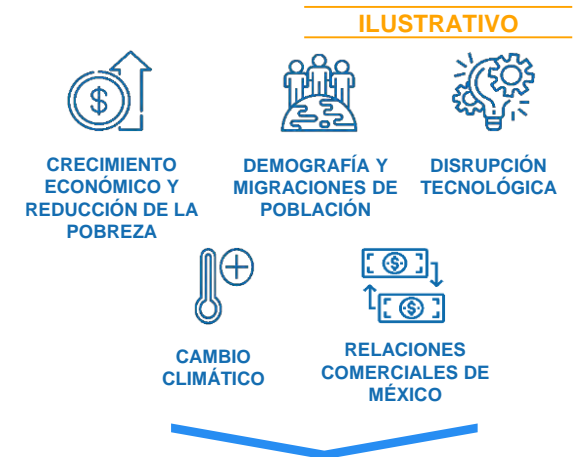 ILUSTRATIVO
$
CRECIMIENTO
ECONÓMICO Y
REDUCCIÓN DE LA
POBREZA
DEMOGRAFÍA Y
MIGRACIONES DE
POBLACIÓN
DISRUPCIÓN
TECNOLÓGICA
$
$
CAMBIO
CLIMÁTICO
RELACIONES
COMERCIALES DE
MÉXICO